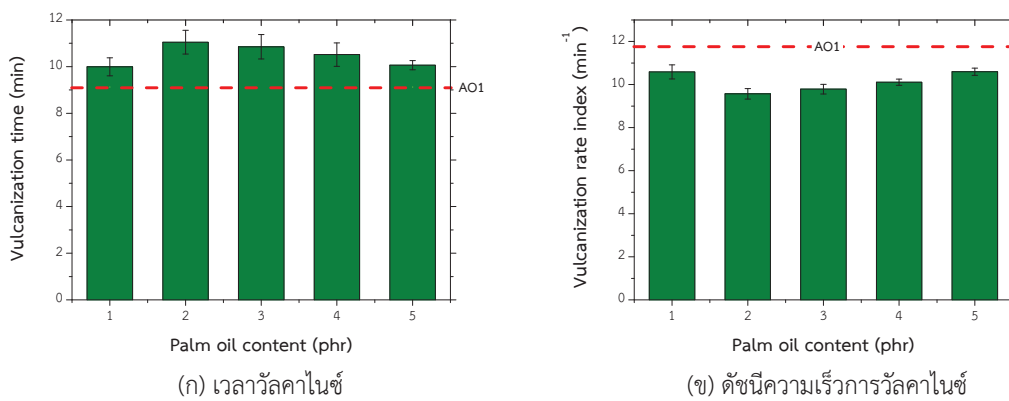 Vulcanization time (min)
12
10
8
6
4
2
0
AO1
1 2 3 4 5
Palm oil content (phr)
(ก) เวลาวัลคาไนซ์
Vulcanization rate index (min⁻¹)
12
10
8
6
4
2
0
AO1
1 2 3 4 5
Palm oil content (phr)
(ข) ดัชนีความเร็วการวัลคาไนซ์